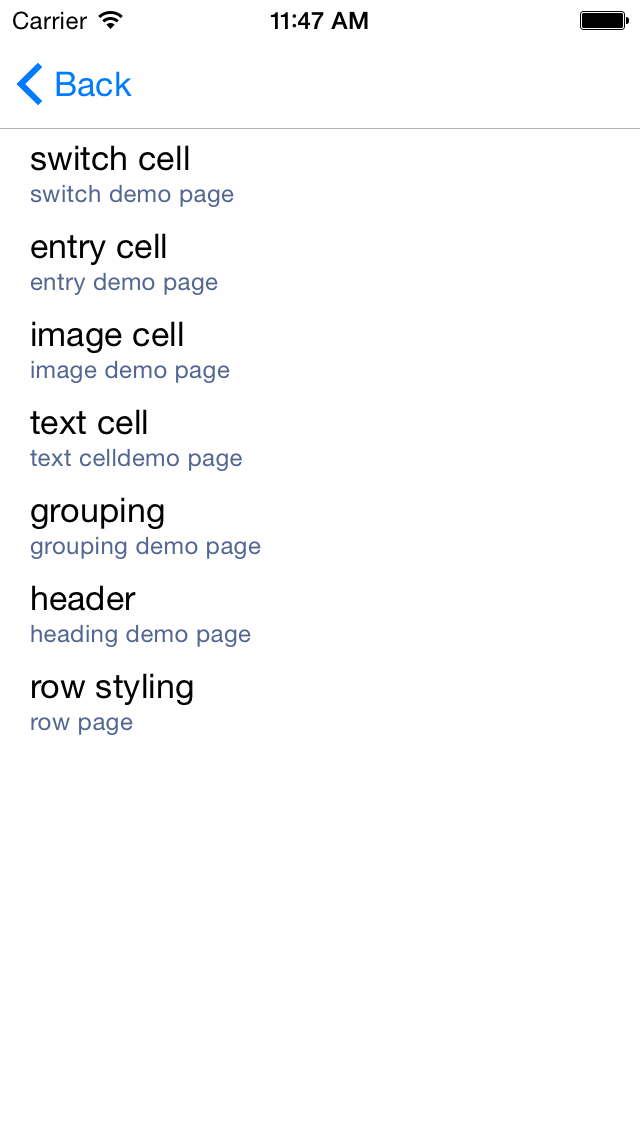 Carrier 11:47 AM
Back
switch cell
switch demo page
entry cell
entry demo page
image cell
image demo page
text cell
text celldemo page
grouping
grouping demo page
header
heading demo page
row styling
row page